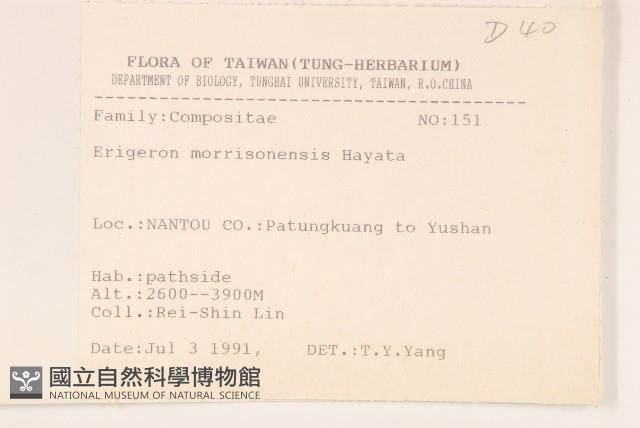 D 40
FLORA OF TAIWAN(TUNG-HERBARIUM)
DEPARTMENT OF BIOLOGY, TUNGHAI UNIVERSITY, TAIWAN, R.O.CHINA
Family:Compositae NO:151
Erigeron morrisonensis Hayata
Loc.:NANTOU CO.:Patungkuang to Yushan
Hab.:pathside
Alt.:2600--3900M
Coll.:Rei-Shin Lin
Date:Jul 3 1991, DET.:T.Y.Yang
國立自然科學博物館
NATIONAL MUSEUM OF NATURAL SCIENCE